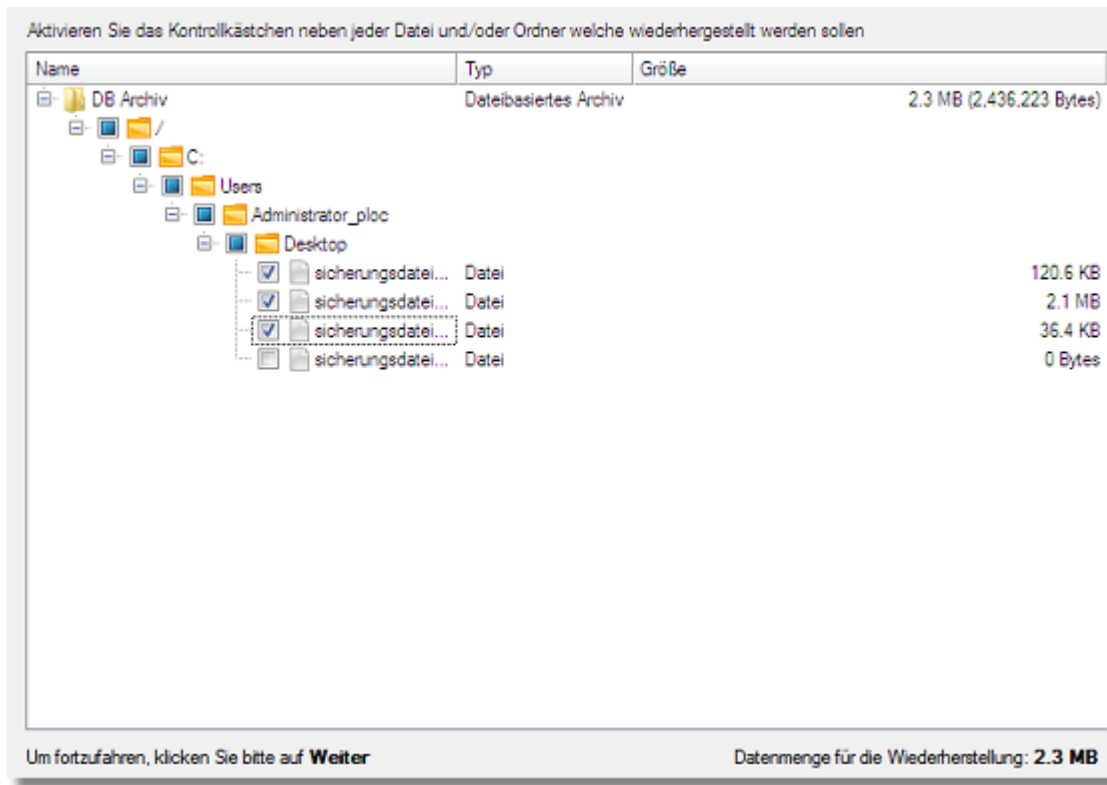 Aktivieren Sie das Kontrollkästchen neben jeder Datei und/oder Ordner welche wiederhergestellt werden sollen
Name Typ Größe
DB Archiv Dateibasiertes Archiv 2.3 MB (2,436,223 Bytes)
/
C:
Users
Administrator_ploc
Desktop
sicherungsdatei... Datei 120.6 KB
sicherungsdatei... Datei 2.1 MB
sicherungsdatei... Datei 36.4 KB
sicherungsdatei... Datei 0 Bytes
Um fortzufahren, klicken Sie bitte auf Weiter Datenmenge für die Wiederherstellung: 2.3 MB